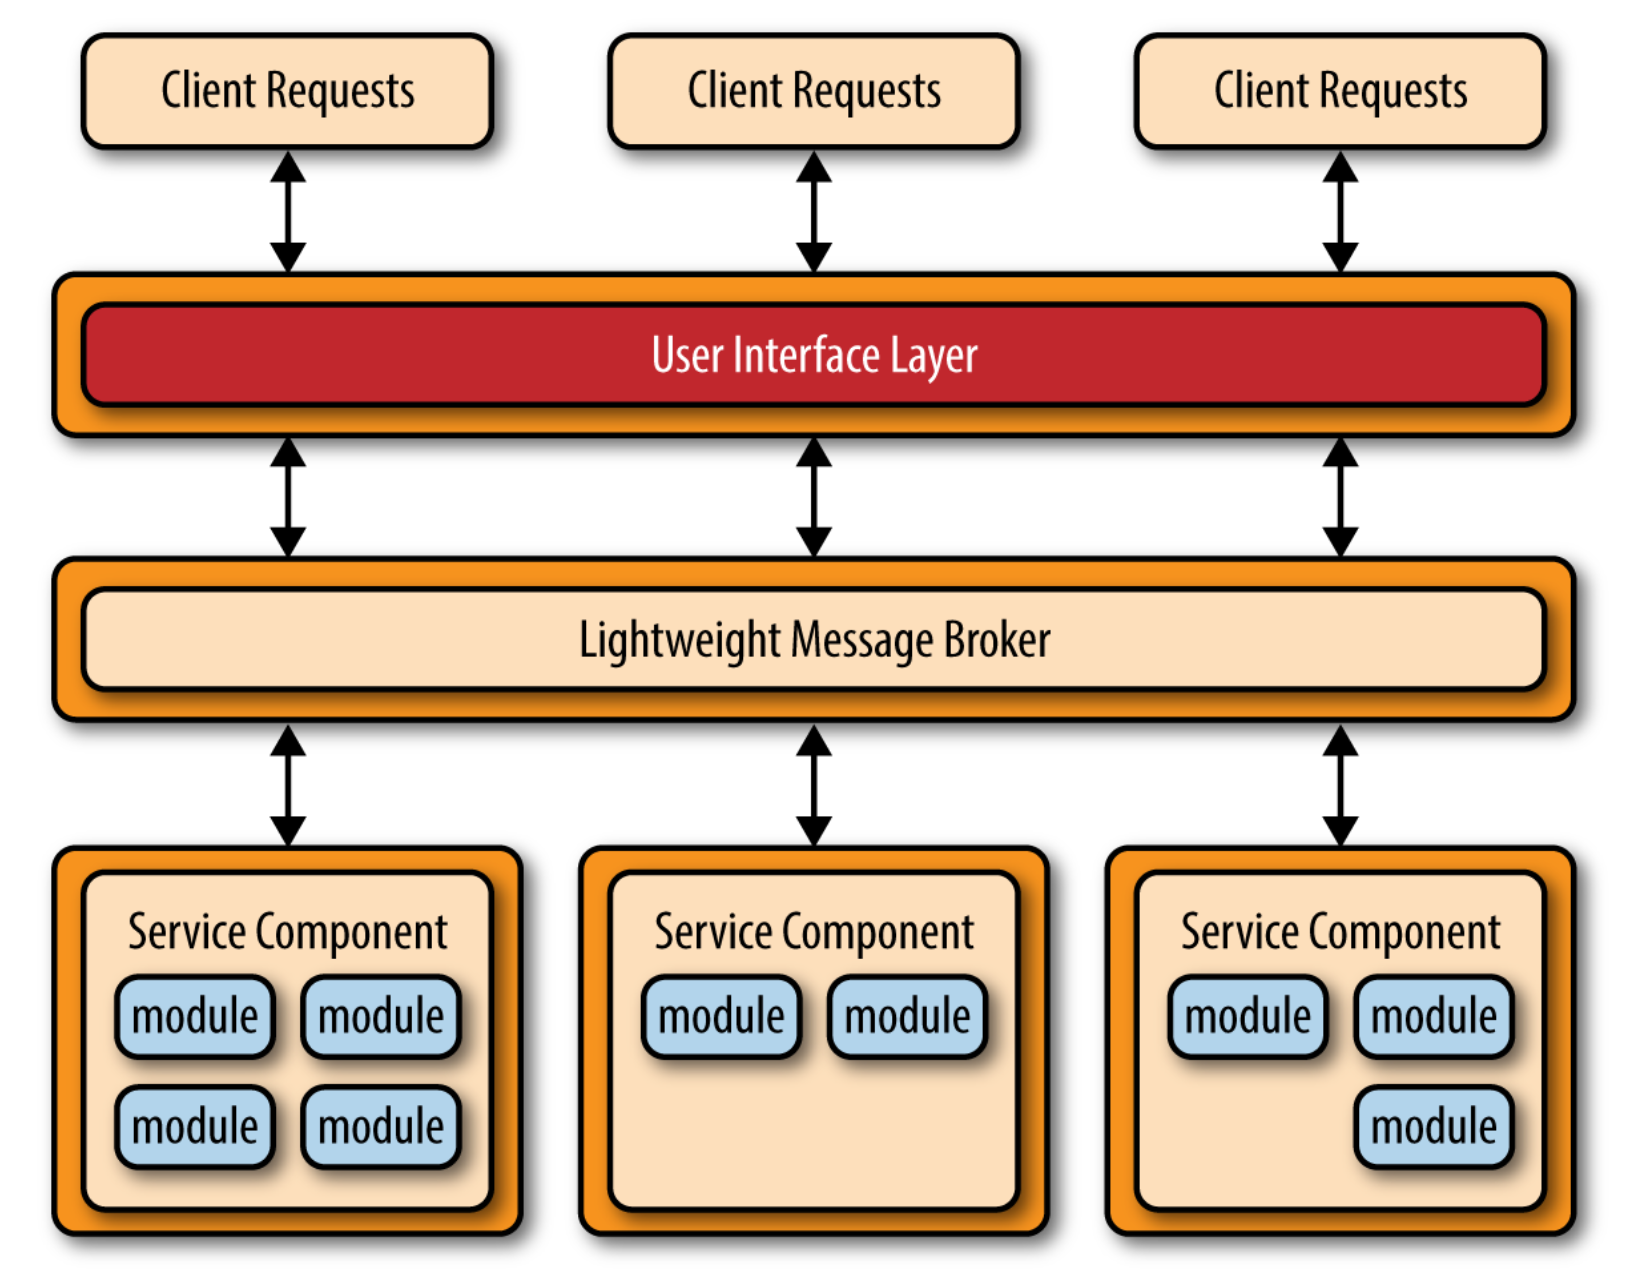 Client Requests
Client Requests
Client Requests
User Interface Layer
Lightweight Message Broker
Service Component
module
module
module
module
Service Component
module
module
Service Component
module
module
module